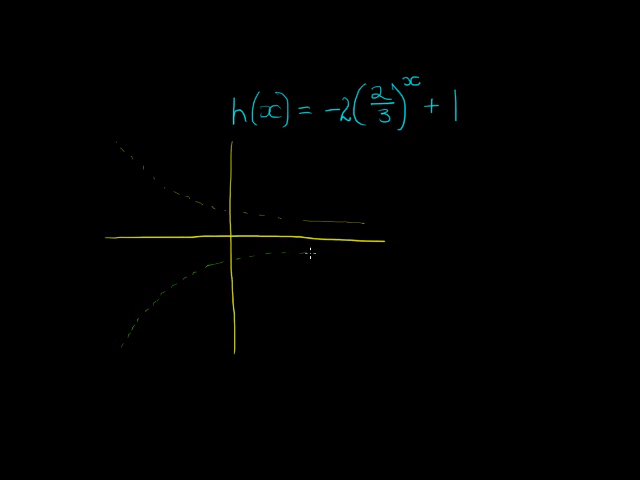 h(x) = -2(2/3)^x + 1